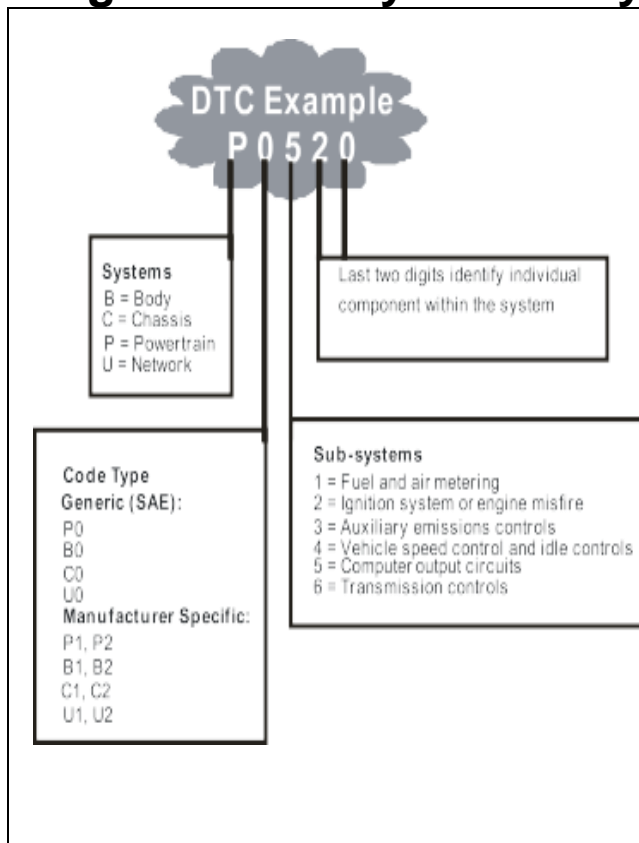 DTC Example
P 0 5 2 0
Systems
B = Body
C = Chassis
P = Powertrain
U = Network
Last two digits identify individual
component within the system
Code Type
Generic (SAE):
P0
B0
C0
U0
Manufacturer Specific:
P1, P2
B1, B2
C1, C2
U1, U2
Sub-systems
1 = Fuel and air metering
2 = Ignition system or engine misfire
3 = Auxiliary emissions controls
4 = Vehicle speed control and idle controls
5 = Computer output circuits
6 = Transmission controls